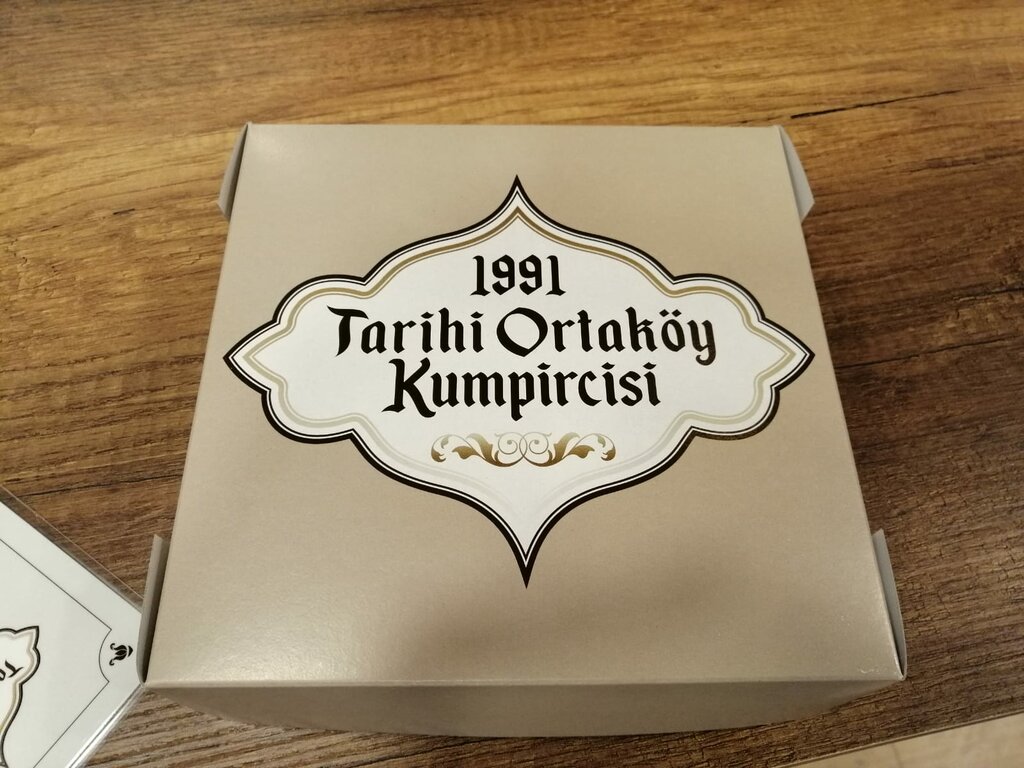 1991
Tarihi Ortaköy
Kumpircisi